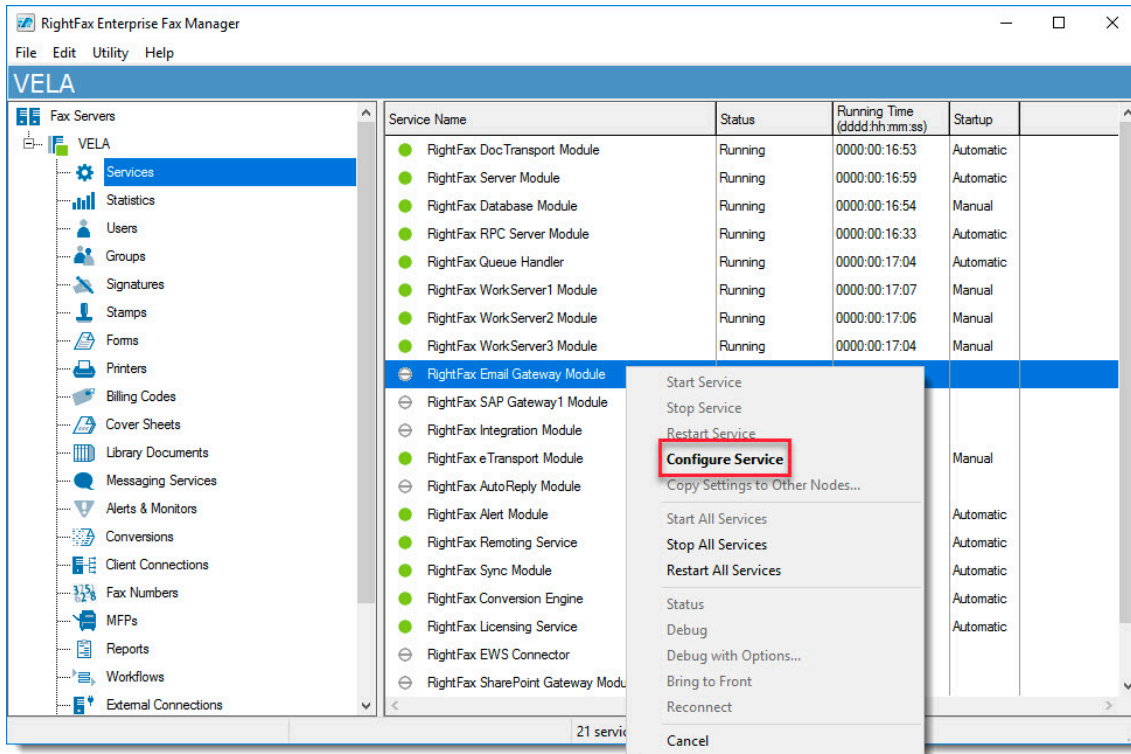 RightFax Enterprise Fax Manager
File Edit Utility Help
VELA
Fax Servers
VELA
Services
Statistics
Users
Groups
Signatures
Stamps
Forms
Printers
Billing Codes
Cover Sheets
Library Documents
Messaging Services
Alerts & Monitors
Conversions
Client Connections
Fax Numbers
MFPs
Reports
Workflows
External Connections
Service Name Status Running Time (dddd:hh:mm:ss) Startup
RightFax DocTransport Module Running 0000:00:16:53 Automatic
RightFax Server Module Running 0000:00:16:59 Automatic
RightFax Database Module Running 0000:00:16:54 Manual
RightFax RPC Server Module Running 0000:00:16:33 Automatic
RightFax Queue Handler Running 0000:00:17:04 Automatic
RightFax WorkServer1 Module Running 0000:00:17:07 Manual
RightFax WorkServer2 Module Running 0000:00:17:06 Manual
RightFax WorkServer3 Module Running 0000:00:17:04 Manual
RightFax Email Gateway Module
RightFax SAP Gateway1 Module
RightFax Integration Module
RightFax eTransport Module Manual
RightFax AutoReply Module
RightFax Alert Module Automatic
RightFax Remoting Service Automatic
RightFax Sync Module Automatic
RightFax Conversion Engine Automatic
RightFax Licensing Service Automatic
RightFax EWS Connector
RightFax SharePoint Gateway Modu
Start Service
Stop Service
Restart Service
Configure Service
Copy Settings to Other Nodes...
Start All Services
Stop All Services
Restart All Services
Status
Debug
Debug with Options...
Bring to Front
Reconnect
Cancel
21 servic